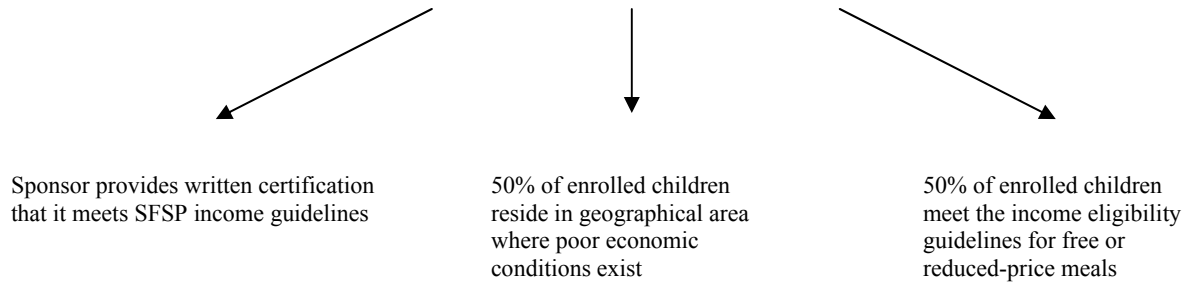 Sponsor provides written certification
that it meets SFSP income guidelines
50% of enrolled children
reside in geographical area
where poor economic
conditions exist
50% of enrolled children
meet the income eligibility
guidelines for free or
reduced-price meals